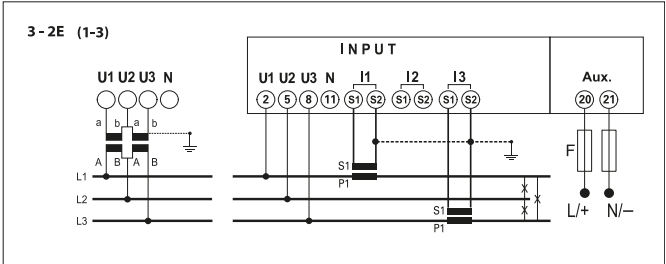 3 - 2E (1-3)
INPUT
U1 U2 U3 N
U1 U2 U3 N I1 I2 I3 Aux.
2 5 8 11 S1 S2 S1 S2 S1 S2 20 21
a b a b
F
A B A B
S1
L1
P1
L2
L/+ N/–
L3
S1
P1